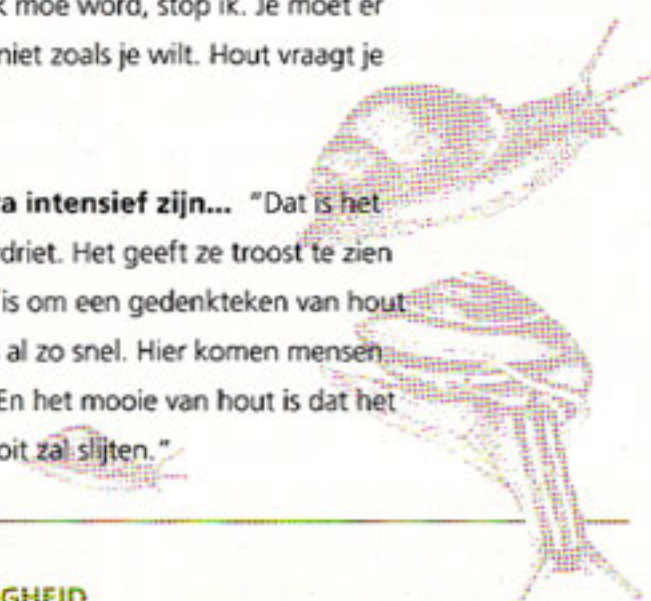 k moe word, stop ik. Je moet er
niet zoals je wilt. Hout vraagt je
a intensief zijn... "Dat is het
driet. Het geeft ze troost te zien
is om een gedenkteken van hout
al zo snel. Hier komen mensen
En het mooie van hout is dat het
oit zal slijten."
GHEID